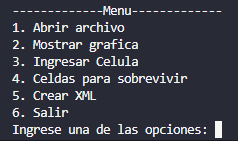 -------------Menu-------------
1. Abrir archivo
2. Mostrar grafica
3. Ingresar Celula
4. Celdas para sobrevivir
5. Crear XML
6. Salir
Ingrese una de las opciones: